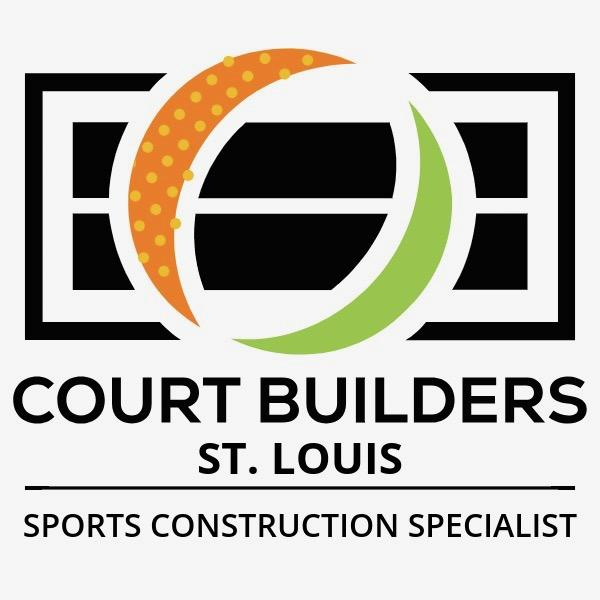 COURT BUILDERS
ST. LOUIS
SPORTS CONSTRUCTION SPECIALIST